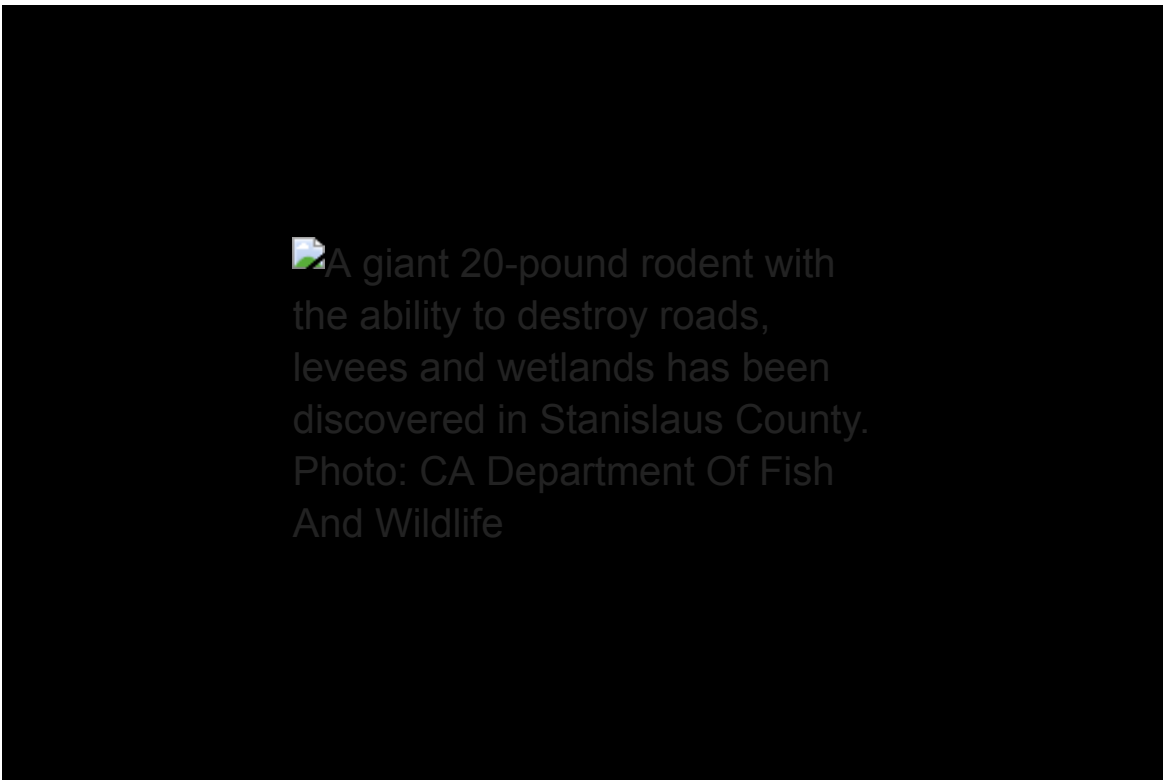 A giant 20-pound rodent with
the ability to destroy roads,
levees and wetlands has been
discovered in Stanislaus County.
Photo: CA Department Of Fish
And Wildlife